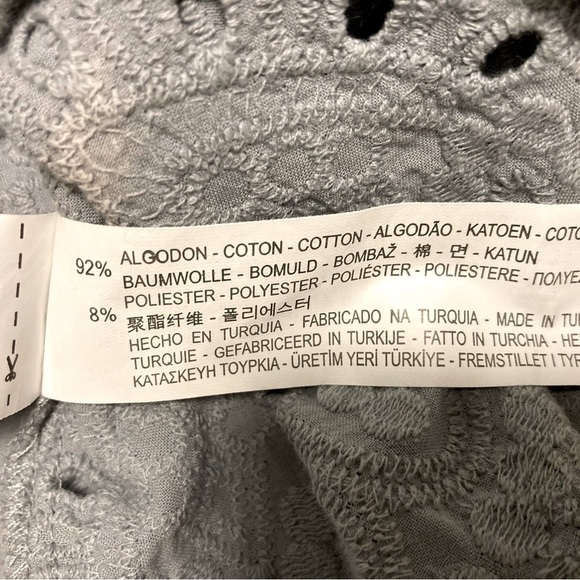 92% ALGODON - COTON - COTTON - ALGODÃO - KATOEN -
BAUMWOLLE - BOMULD - BOMBAŽ - 棉 - 면 - KATUN
8% POLIESTER - POLYESTER - POLIÉSTER - POLIESTERE -
聚酯纤维 - 폴리에스터
HECHO EN TURQUIA - FABRICADO NA TURQUIA - MADE IN
TURQUIE - GEFABRICEERD IN TURKIJE - FATTO IN TURCHIA -
ΚΑΤΑΣΚΕΥΗ ΤΟΥΡΚΙΑ - ÜRETİM YERİ TÜRKİYE - FREMSTILLET I